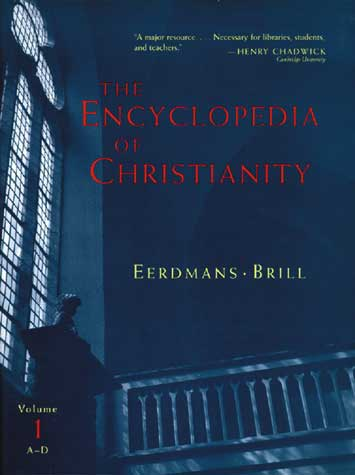 "A major resource . . . Necessary for libraries, students,
and teachers."
—HENRY CHADWICK
Cambridge University
THE
ENCYCLOPEDIA
OF
CHRISTIANITY
EERDMANS · BRILL
Volume
1
A–D